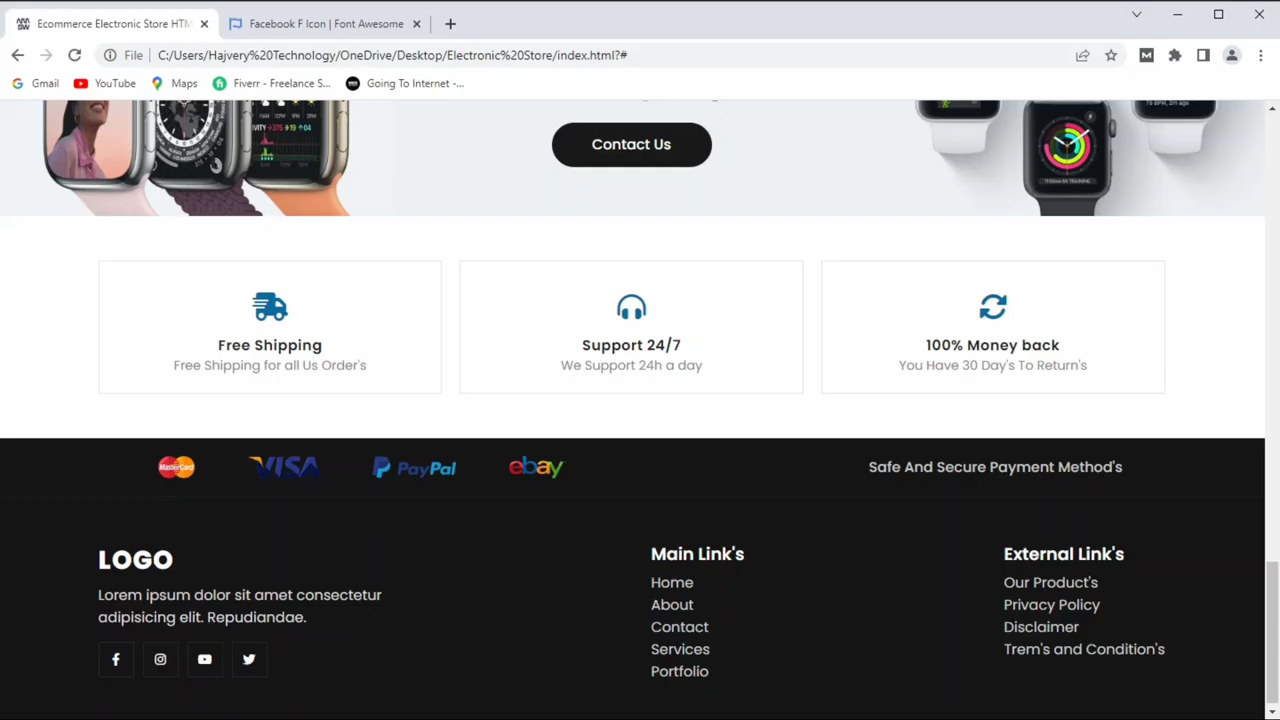 Ecommerce Electronic Store HTM
Facebook F Icon | Font Awesome
File
C:/Users/Hajvery%20Technology/OneDrive/Desktop/Electronic%20Store/index.html?#
Gmail
YouTube
Maps
Fiverr - Freelance S...
Going To Internet -...
Contact Us
Free Shipping
Free Shipping for all Us Order's
Support 24/7
We Support 24h a day
100% Money back
You Have 30 Day's To Return's
MasterCard
VISA
PayPal
ebay
Safe And Secure Payment Method's
LOGO
Lorem ipsum dolor sit amet consectetur
adipisicing elit. Repudiandae.
Main Link's
Home
About
Contact
Services
Portfolio
External Link's
Our Product's
Privacy Policy
Disclaimer
Trem's and Condition's